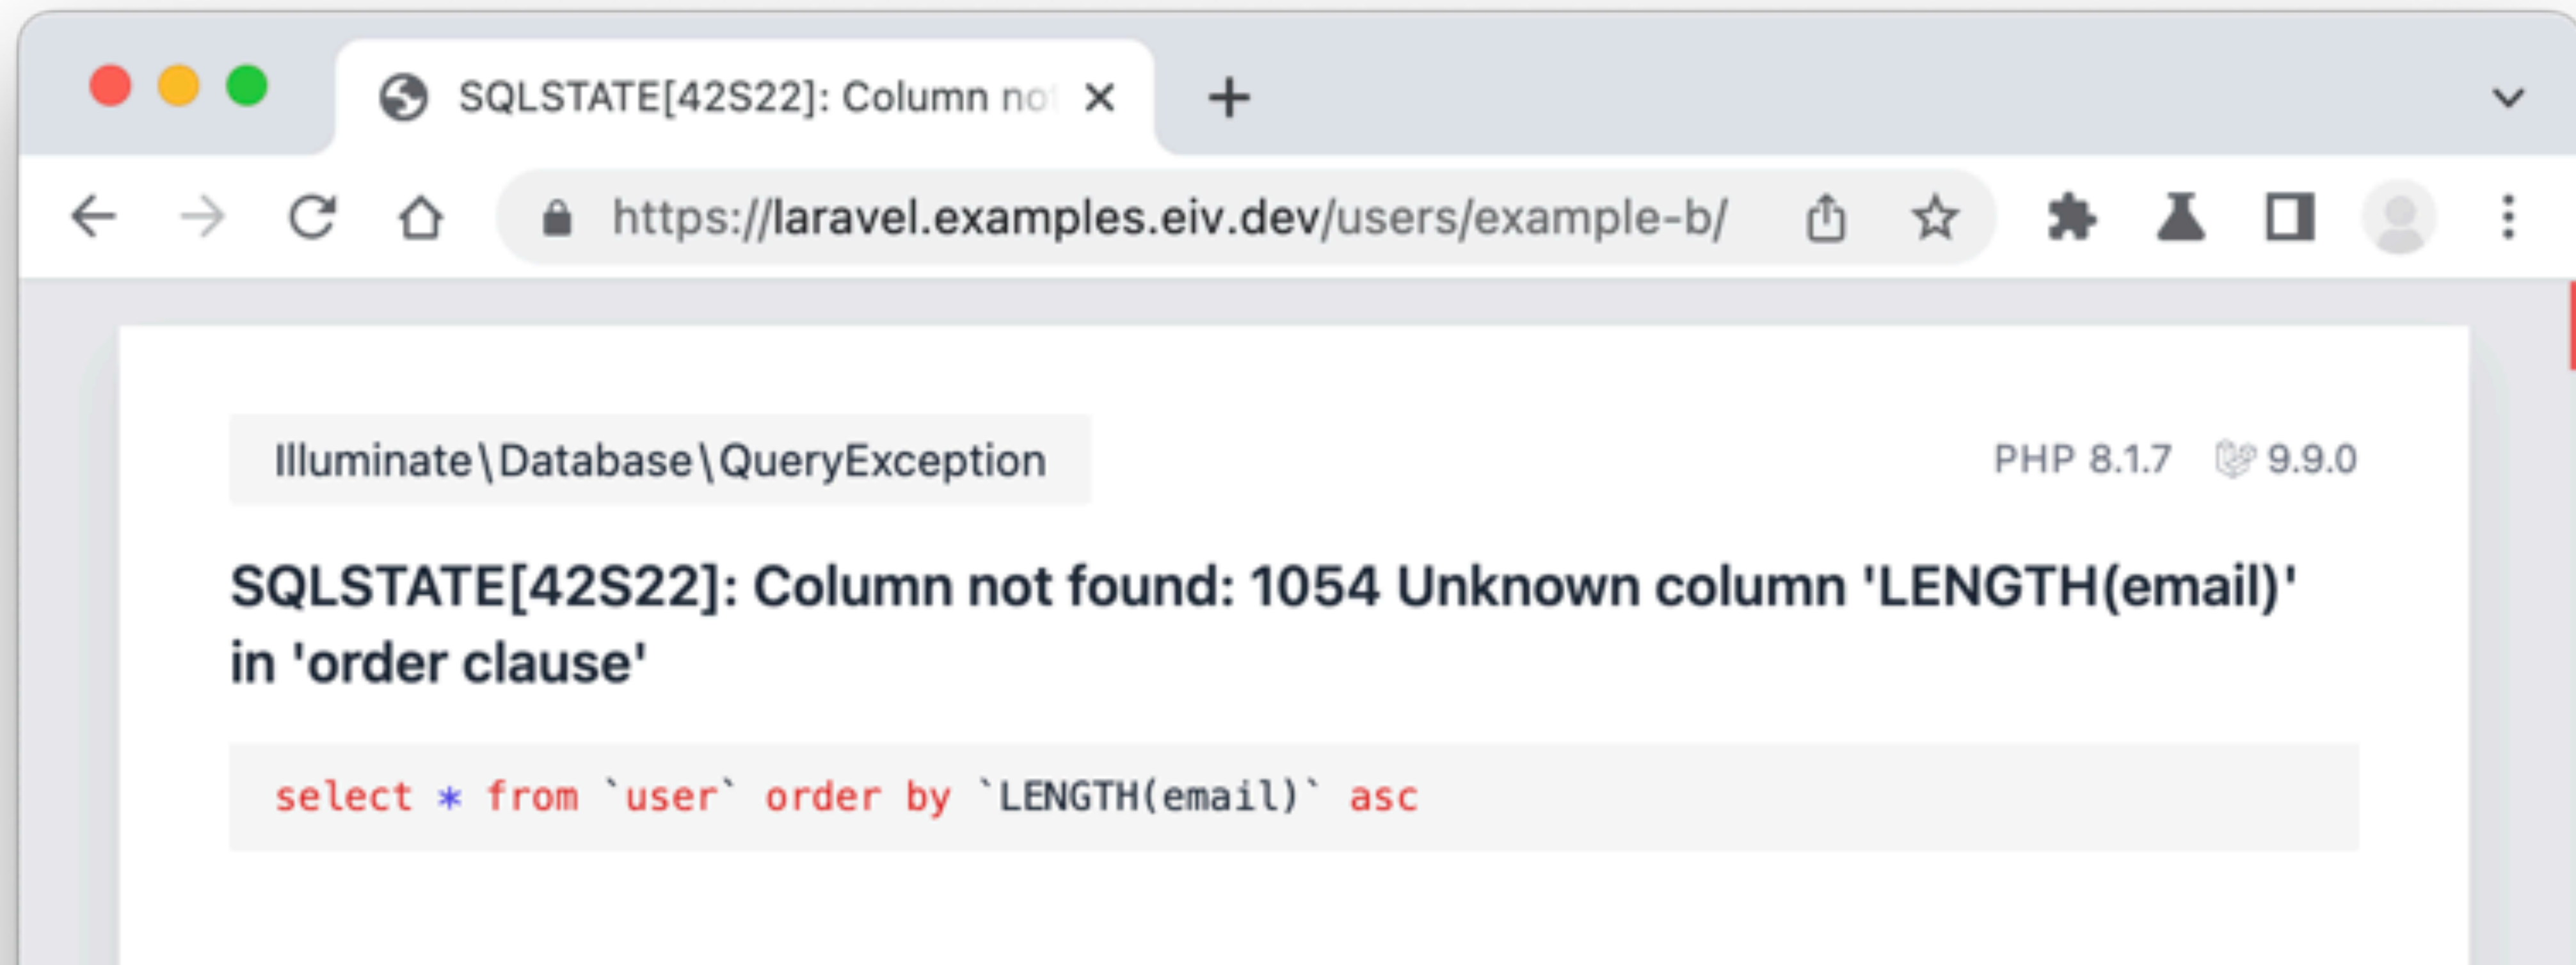 SQLSTATE[42S22]: Column not
https://laravel.examples.eiv.dev/users/example-b/
Illuminate\Database\QueryException
PHP 8.1.7 9.9.0
SQLSTATE[42S22]: Column not found: 1054 Unknown column 'LENGTH(email)'
in 'order clause'
select * from `user` order by `LENGTH(email)` asc